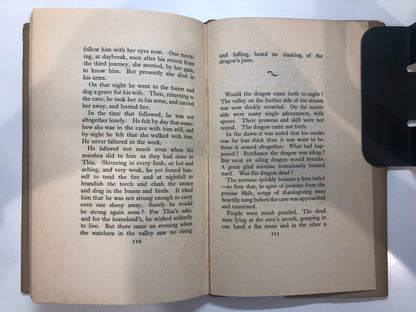 follow him with her eyes now. One morn-
ing, at daybreak, soon after his return from
the third journey, she seemed, by her gaze,
to know him. But presently she died in
his arms.
On that night he went to the forest and
dug a grave for his wife. Then, returning to
the cave, he took her in his arms, and carried
her away, and buried her.
In the time that followed, he was not
altogether lonely. He felt by day that some-
how she was in the cave with him still, and
by night he felt that she walked with him.
He never missed her.
He faltered not much even when the
marshes did to him as they had done to This.
Shivering in every limb, or hot and
aching, and very weak, he yet forced himself
to tend the fire and at nightfall to
brandish the torch and clash the stones
and drag in the beasts and birds. It irked
him that he was not strong enough to carry
even one sheep away. Surely he would
be strong again soon? For This's sake,
and for the homeland's, he wished ardently
to live. But there came an evening when
the watchers in the valley saw no rising
110
and falling, heard no clashing, of the
dragon's jaws.
Would the dragon come forth to-night?
The valley on the further side of the stream
was now thickly crowded. On the nearer
side were many single adventurers, with
spears. Their prowess and skill were not
tested. The dragon came not forth.
In the dawn it was noted that his smoke
was far less thick than it was wont to be.
Soon it ceased altogether. What had hap-
pened? Perchance the dragon was ailing?
But even an ailing dragon would breathe.
A great glad surmise tremulously formed
itself. Was the dragon dead?
The surmise quickly became a firm belief
—so firm that, in spite of protests from the
precise Shib, songs of thanksgiving were
heartily sung before the cave was approached
and examined.
People were much puzzled. The dead
man lying at the cave's mouth, grasping in
one hand a flat stone and in the other a
111